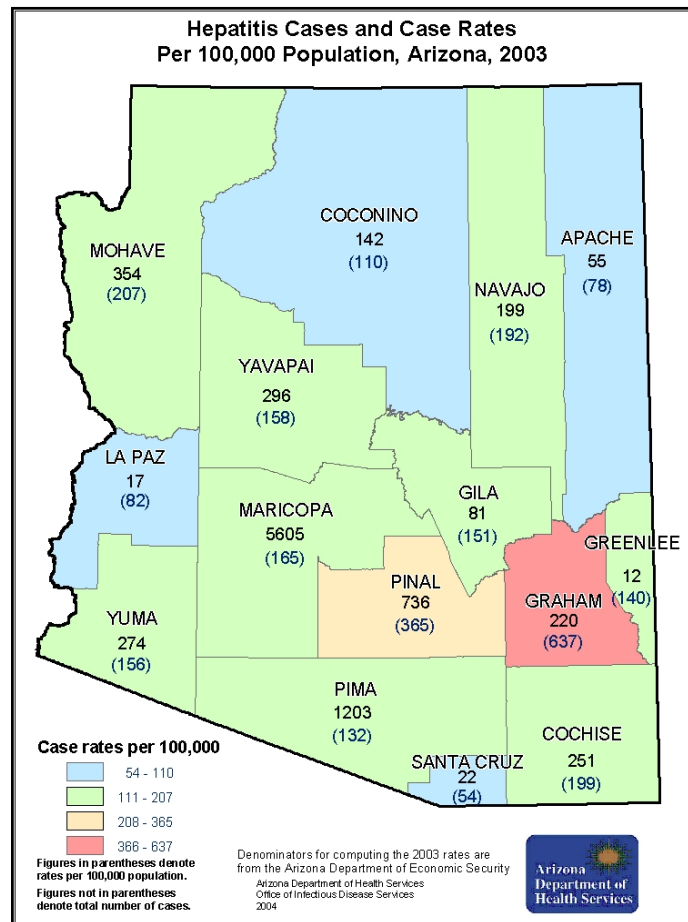 Hepatitis Cases and Case Rates
Per 100,000 Population, Arizona, 2003
COCONINO
142
(110)
APACHE
55
(78)
MOHAVE
354
(207)
NAVAJO
199
(192)
YAVAPAI
296
(158)
LA PAZ
17
(82)
MARICOPA
5605
(165)
GILA
81
(151)
GREENLEE
12
(140)
PINAL
736
(365)
GRAHAM
220
(637)
YUMA
274
(156)
PIMA
1203
(132)
COCHISE
251
(199)
SANTA CRUZ
22
(54)
Case rates per 100,000
54 - 110
111 - 207
208 - 365
366 - 637
Figures in parentheses denote
rates per 100,000 population.
Figures not in parentheses
denote total number of cases.
Denominators for computing the 2003 rates are
from the Arizona Department of Economic Security
Arizona Department of Health Services
Office of Infectious Disease Services
2004
Arizona
Department of
Health Services